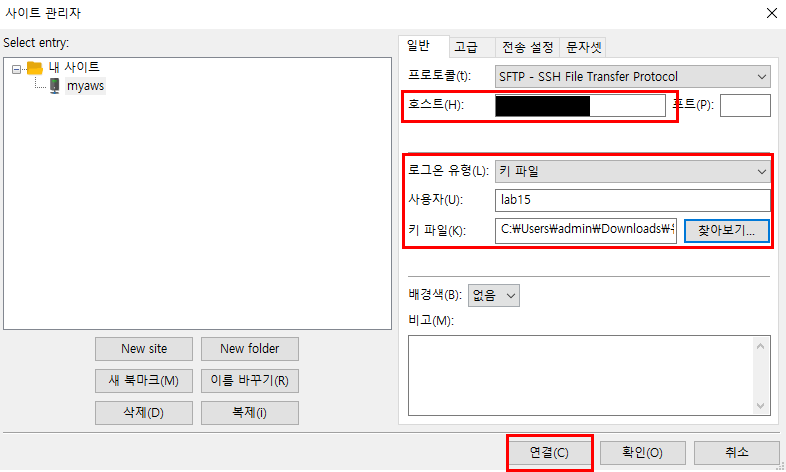 사이트 관리자
Select entry:
내 사이트
myaws
New site
New folder
새 북마크(M)
이름 바꾸기(R)
삭제(D)
복제(i)
일반
고급
전송 설정
문자셋
프로토콜(t):
SFTP - SSH File Transfer Protocol
호스트(H):
포트(P):
로그온 유형(L):
키 파일
사용자(U):
lab15
키 파일(K):
C:₩Users₩admin₩Downloads₩
찾아보기...
배경색(B):
없음
비고(M):
연결(C)
확인(O)
취소